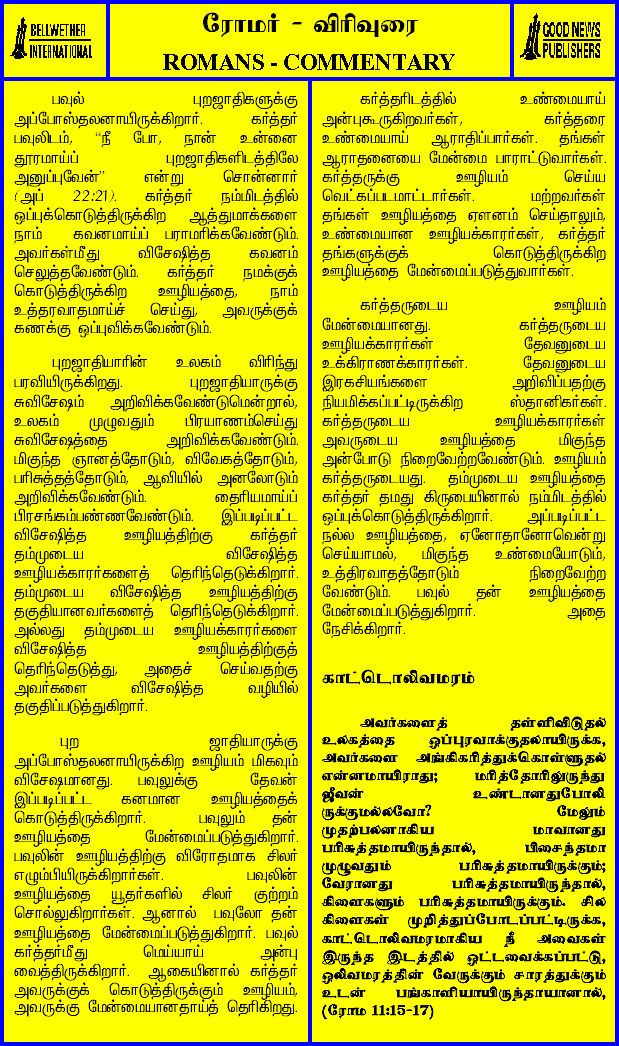 BELLWETHER
INTERNATIONAL
ரோமர் - விரிவுரை
ROMANS - COMMENTARY
GOOD NEWS
PUBLISHERS
பவுல் புறஜாதிகளுக்கு
அப்போஸ்தலனாயிருக்கிறார். கர்த்தர்
பவுலிடம், “நீ போ, நான் உன்னை
தூரமாய்ப் புறஜாதிகளிடத்திலே
அனுப்புவேன்” என்று சொன்னார்
(அப் 22:21). கர்த்தர் நம்மிடத்தில்
ஒப்புக்கொடுத்திருக்கிற ஆத்துமாக்களை
நாம் கவனமாய்ப் பராமரிக்கவேண்டும்.
அவர்கள்மீது விசேஷித்த கவனம்
செலுத்தவேண்டும். கர்த்தர் நமக்குக்
கொடுத்திருக்கிற ஊழியத்தை, நாம்
உத்தரவாதமாய்ச் செய்து, அவருக்குக்
கணக்கு ஒப்புவிக்கவேண்டும்.
புறஜாதியாரின் உலகம் விரிந்து
பரவியிருக்கிறது. புறஜாதியாருக்கு
சுவிசேஷம் அறிவிக்கவேண்டுமென்றால்,
உலகம் முழுவதும் பிரயாணம்செய்து
சுவிசேஷத்தை அறிவிக்கவேண்டும்.
மிகுந்த ஞானத்தோடும், விவேகத்தோடும்,
பரிசுத்தத்தோடும், ஆவியில் அனலோடும்
அறிவிக்கவேண்டும். தைரியமாய்ப்
பிரசங்கம்பண்ணவேண்டும். இப்படிப்பட்ட
விசேஷித்த ஊழியத்திற்கு கர்த்தர்
தம்முடைய விசேஷித்த
ஊழியக்காரர்களைத் தெரிந்தெடுக்கிறார்.
தம்முடைய விசேஷித்த ஊழியத்திற்கு
தகுதியானவர்களைத் தெரிந்தெடுக்கிறார்.
அல்லது தம்முடைய ஊழியக்காரர்களை
விசேஷித்த ஊழியத்திற்குத்
தெரிந்தெடுத்து, அதைச் செய்வதற்கு
அவர்களை விசேஷித்த வழியில்
தகுதிப்படுத்துகிறார்.
புற ஜாதியாருக்கு
அப்போஸ்தலனாயிருக்கிற ஊழியம் மிகவும்
விசேஷமானது. பவுலுக்கு தேவன்
இப்படிப்பட்ட கனமான ஊழியத்தைக்
கொடுத்திருக்கிறார். பவுலும் தன்
ஊழியத்தை மேன்மைப்படுத்துகிறார்.
பவுலின் ஊழியத்திற்கு விரோதமாக சிலர்
எழும்பியிருக்கிறார்கள். பவுலின்
ஊழியத்தை யூதர்களில் சிலர் குற்றம்
சொல்லுகிறார்கள். ஆனால் பவுலோ தன்
ஊழியத்தை மேன்மைப்படுத்துகிறார். பவுல்
கர்த்தர்மீது மெய்யாய் அன்பு
வைத்திருக்கிறார். ஆகையினால் கர்த்தர்
அவருக்குக் கொடுத்திருக்கும் ஊழியம்,
அவருக்கு மேன்மையானதாய்த் தெரிகிறது.
கர்த்தரிடத்தில் உண்மையாய்
அன்புகூருகிறவர்கள், கர்த்தரை
உண்மையாய் ஆராதிப்பார்கள். தங்கள்
ஆராதனையை மேன்மை பாராட்டுவார்கள்.
கர்த்தருக்கு ஊழியம் செய்ய
வெட்கப்படமாட்டார்கள். மற்றவர்கள்
தங்கள் ஊழியத்தை ஏளனம் செய்தாலும்,
உண்மையான ஊழியக்காரர்கள், கர்த்தர்
தங்களுக்குக் கொடுத்திருக்கிற
ஊழியத்தை மேன்மைப்படுத்துவார்கள்.
கர்த்தருடைய ஊழியம்
மேன்மையானது. கர்த்தருடைய
ஊழியக்காரர்கள் தேவனுடைய
உக்கிராணக்காரர்கள். தேவனுடைய
இரகசியங்களை அறிவிப்பதற்கு
நியமிக்கப்பட்டிருக்கிற ஸ்தானிகர்கள்.
கர்த்தருடைய ஊழியக்காரர்கள்
அவருடைய ஊழியத்தை மிகுந்த
அன்போடு நிறைவேற்றவேண்டும். ஊழியம்
கர்த்தருடையது. தம்முடைய ஊழியத்தை
கர்த்தர் தமது கிருபையினால் நம்மிடத்தில்
ஒப்புக்கொடுத்திருக்கிறார். அப்படிப்பட்ட
நல்ல ஊழியத்தை, ஏனோதானோவென்று
செய்யாமல், மிகுந்த உண்மையோடும்,
உத்திரவாதத்தோடும் நிறைவேற்ற
வேண்டும். பவுல் தன் ஊழியத்தை
மேன்மைப்படுத்துகிறார். அதை
நேசிக்கிறார்.
காட்டொலிவமரம்
அவர்களைத் தள்ளிவிடுதல்
உலகத்தை ஒப்புரவாக்குதலாயிருக்க,
அவர்களை அங்கிகரித்துக்கொள்ளுதல்
என்னமாயிராது; மரித்தோரிலிருந்து
ஜீவன் உண்டானதுபோலி
ருக்குமல்லவோ? மேலும்
முதற்பலனாகிய மாவானது
பரிசுத்தமாயிருந்தால், பிசைந்தமா
முழுவதும் பரிசுத்தமாயிருக்கும்;
வேரானது பரிசுத்தமாயிருந்தால்,
கிளைகளும் பரிசுத்தமாயிருக்கும். சில
கிளைகள் முறித்துப்போடப்பட்டிருக்க,
காட்டொலிவமரமாகிய நீ அவைகள்
இருந்த இடத்தில் ஒட்டவைக்கப்பட்டு,
ஒலிவமரத்தின் வேருக்கும் சாரத்துக்கும்
உடன் பங்காளியாயிருந்தாயானால்,
(ரோம 11:15-17)